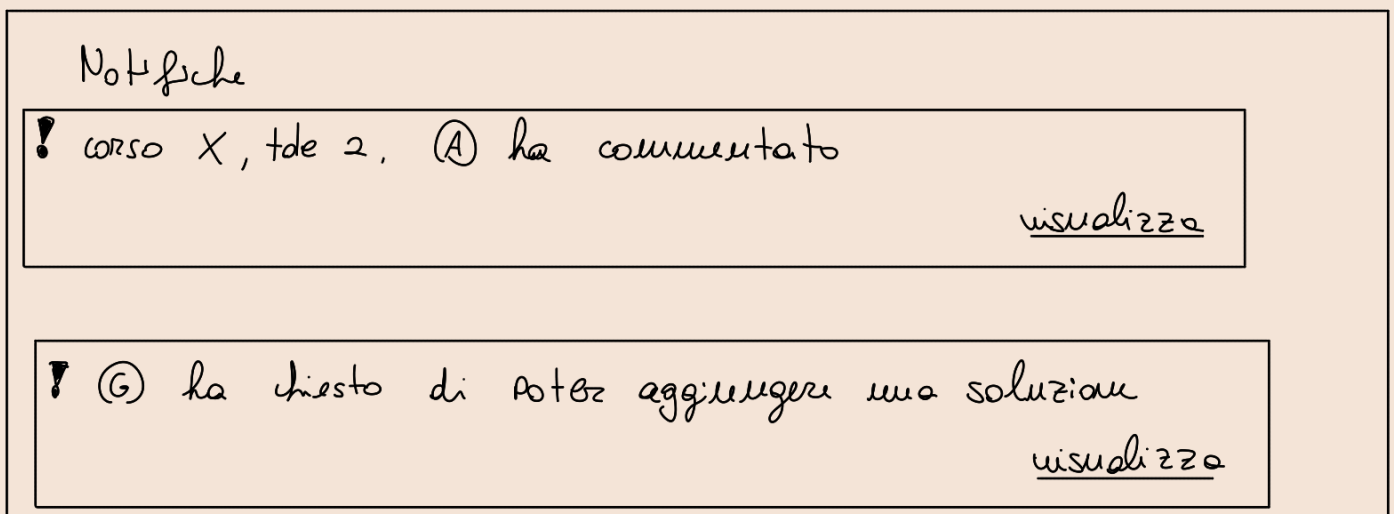 Notifiche
! corso X, tde 2. Ⓐ ha commentato
visualizza
! Ⓖ ha chiesto di poter aggiungere una soluzione
visualizza